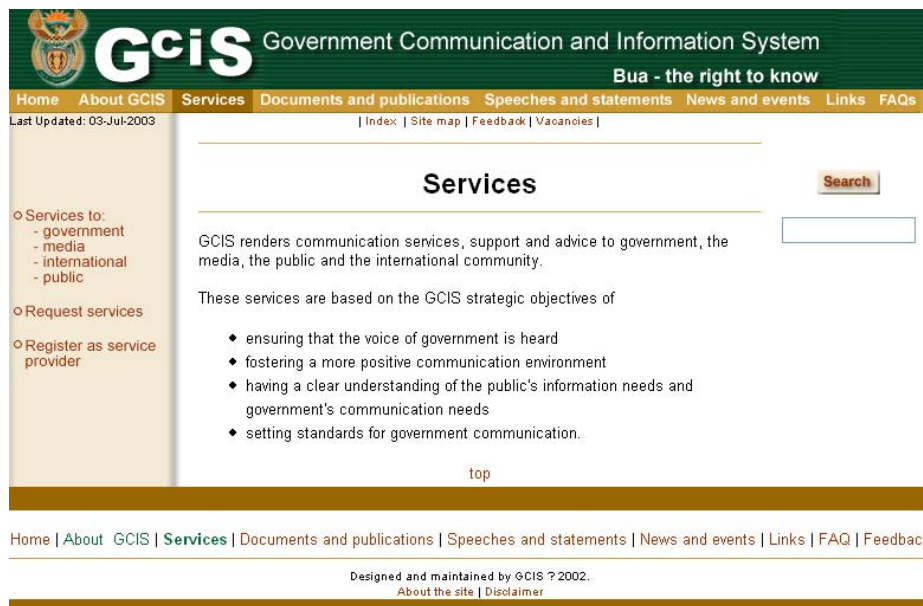 GCiS Government Communication and Information System
Bua - the right to know
Home About GCIS Services Documents and publications Speeches and statements News and events Links FAQs
Last Updated: 03-Jul-2003
| Index | Site map | Feedback | Vacancies |
Services
Search
Services to:
- government
- media
- international
- public
Request services
Register as service
provider
GCIS renders communication services, support and advice to government, the
media, the public and the international community.
These services are based on the GCIS strategic objectives of
ensuring that the voice of government is heard
fostering a more positive communication environment
having a clear understanding of the public's information needs and
government's communication needs
setting standards for government communication.
top
Home | About GCIS | Services | Documents and publications | Speeches and statements | News and events | Links | FAQ | Feedbac
Designed and maintained by GCIS ? 2002.
About the site | Disclaimer